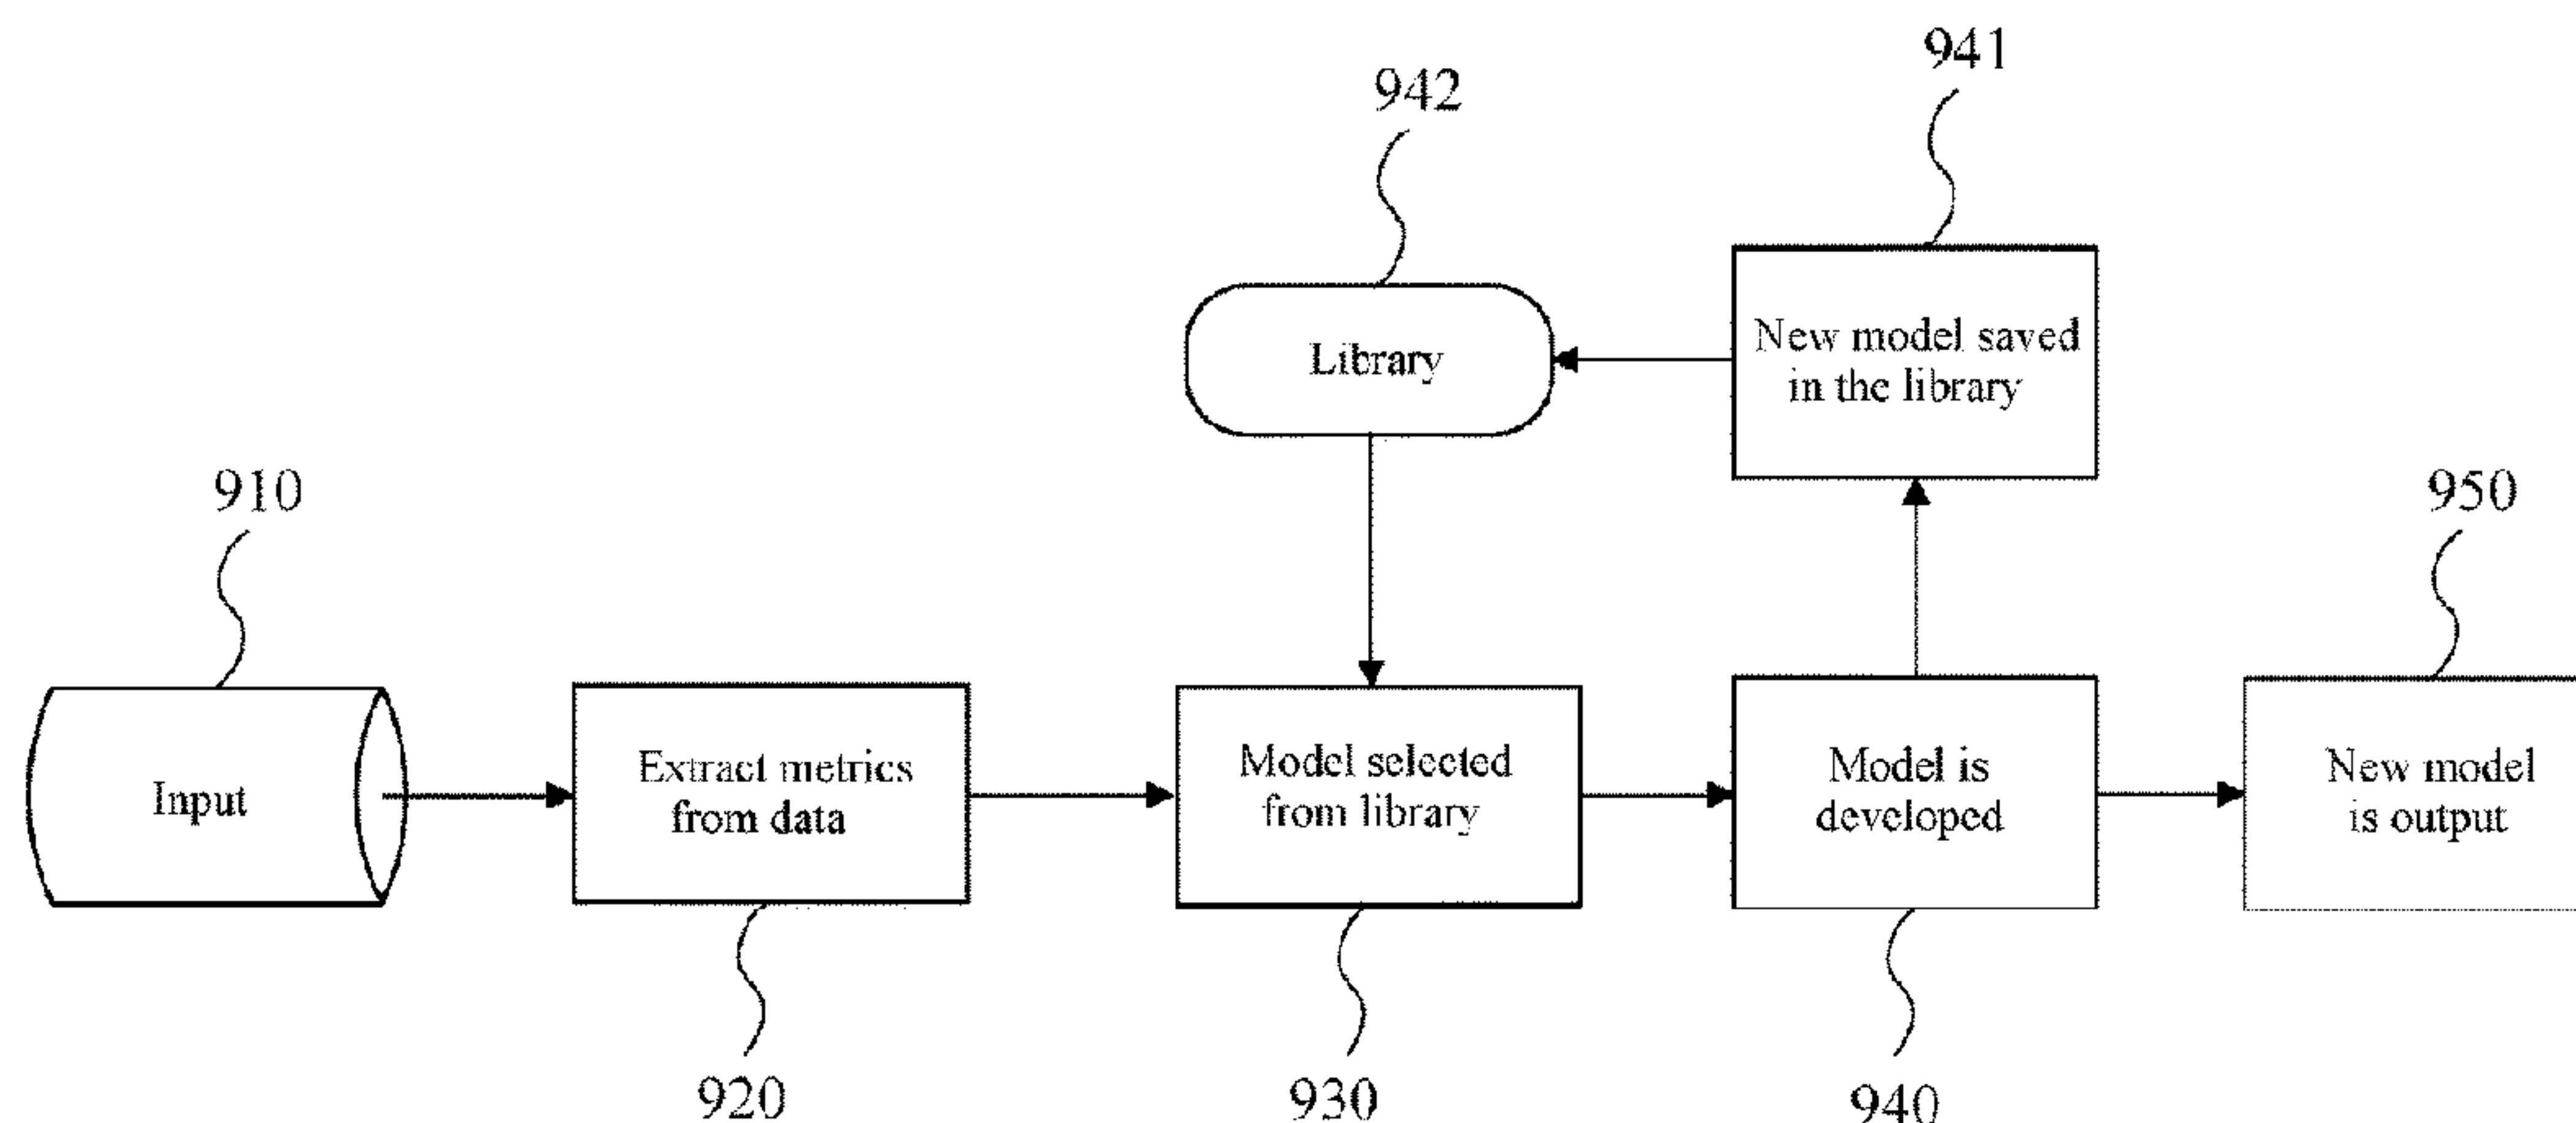 941
942
New model saved
in the library
Library
910
950
Input
Extract metrics
from data
Model selected
from library
Model is
developed
New model
is output
920
930
940